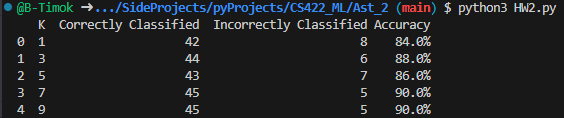 @B-Timok ➜.../SideProjects/pyProjects/CS422_ML/Ast_2 (main) $ python3 HW2.py
K Correctly Classified Incorrectly Classified Accuracy
0 1 42 8 84.0%
1 3 44 6 88.0%
2 5 43 7 86.0%
3 7 45 5 90.0%
4 9 45 5 90.0%